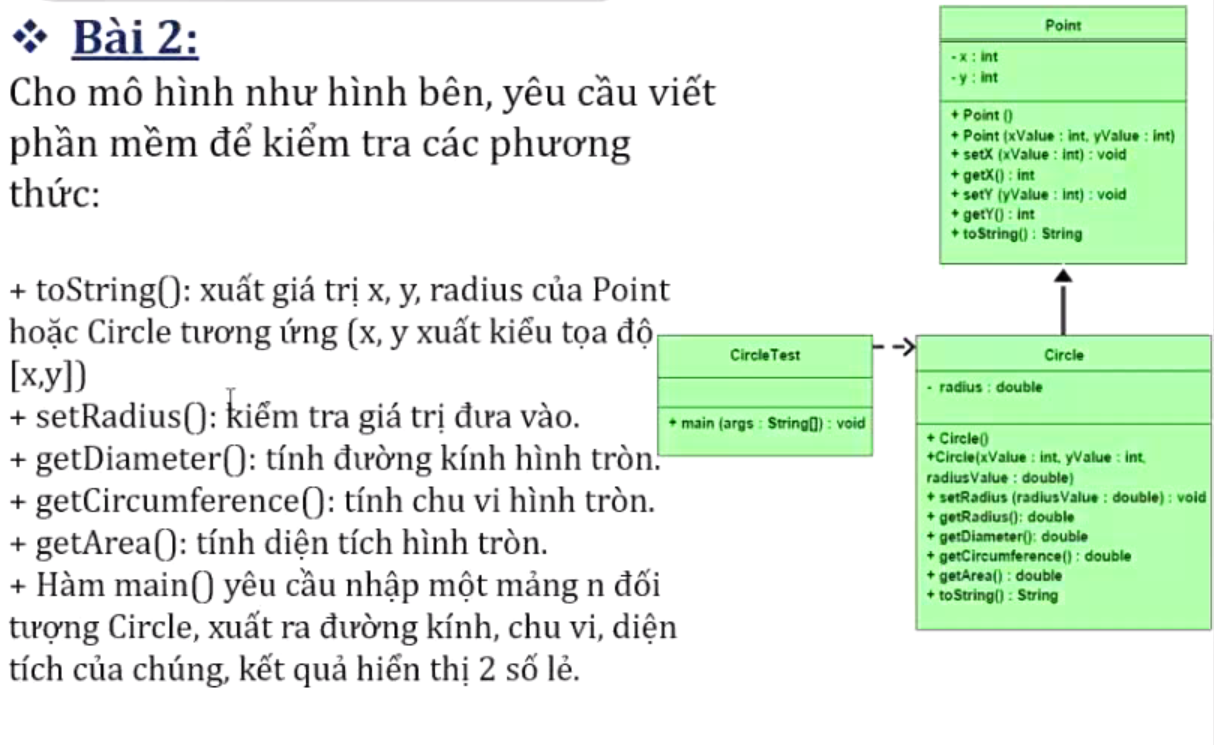 ❖ Bài 2:
Cho mô hình như hình bên, yêu cầu viết
phần mềm để kiểm tra các phương
thức:
+ toString(): xuất giá trị x, y, radius của Point
hoặc Circle tương ứng (x, y xuất kiểu tọa độ
[x,y])
+ setRadius(): kiểm tra giá trị đưa vào.
+ getDiameter(): tính đường kính hình tròn.
+ getCircumference(): tính chu vi hình tròn.
+ getArea(): tính diện tích hình tròn.
+ Hàm main() yêu cầu nhập một mảng n đối
tượng Circle, xuất ra đường kính, chu vi, diện
tích của chúng, kết quả hiển thị 2 số lẻ.
Point
- x : int
- y : int
+ Point ()
+ Point (xValue : int, yValue : int)
+ setX (xValue : int) : void
+ getX() : int
+ setY (yValue : int) : void
+ getY() : int
+ toString() : String
CircleTest
+ main (args : String[]) : void
Circle
- radius : double
+ Circle()
+Circle(xValue : int, yValue : int,
radiusValue : double)
+ setRadius (radiusValue : double) : void
+ getRadius(): double
+ getDiameter(): double
+ getCircumference() : double
+ getArea() : double
+ toString() : String